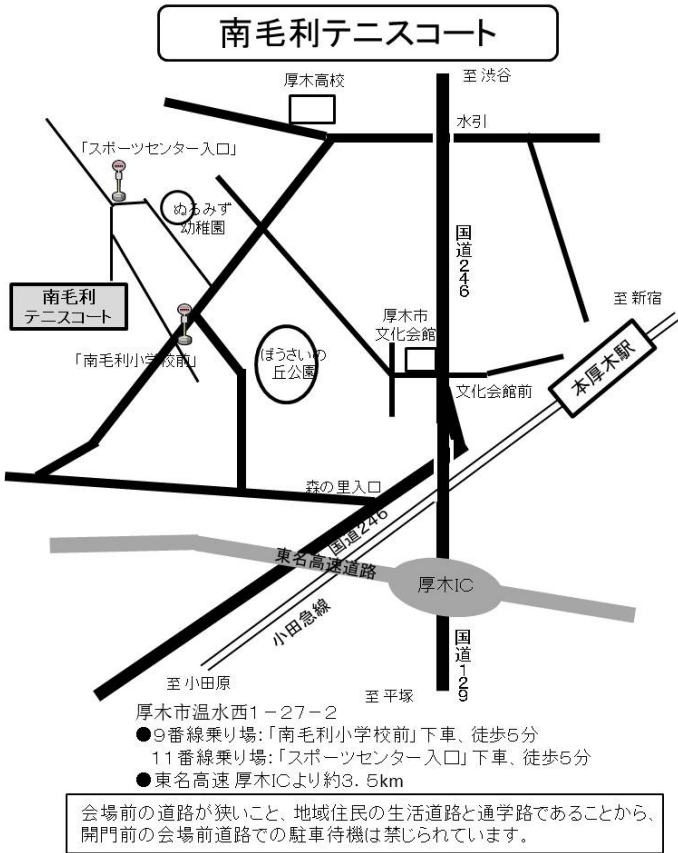 南毛利テニスコート
至 渋谷
厚木高校
水引
「スポーツセンター入口」
ぬるみず
幼稚園
国道246
南毛利
テニスコート
至 新宿
厚木市
文化会館
ぼうさいの
丘公園
「南毛利小学校前」
本厚木駅
文化会館前
森の里入口
国道246
東名高速道路
厚木IC
小田急線
国道129
至 小田原
至 平塚
厚木市温水西1-27-2
●9番線乗り場:「南毛利小学校前」下車、徒歩5分
11番線乗り場:「スポーツセンター入口」下車、徒歩5分
●東名高速 厚木ICより約3.5km
会場前の道路が狭いこと、地域住民の生活道路と通学路であることから、
開門前の会場前道路での駐車待機は禁じられています。